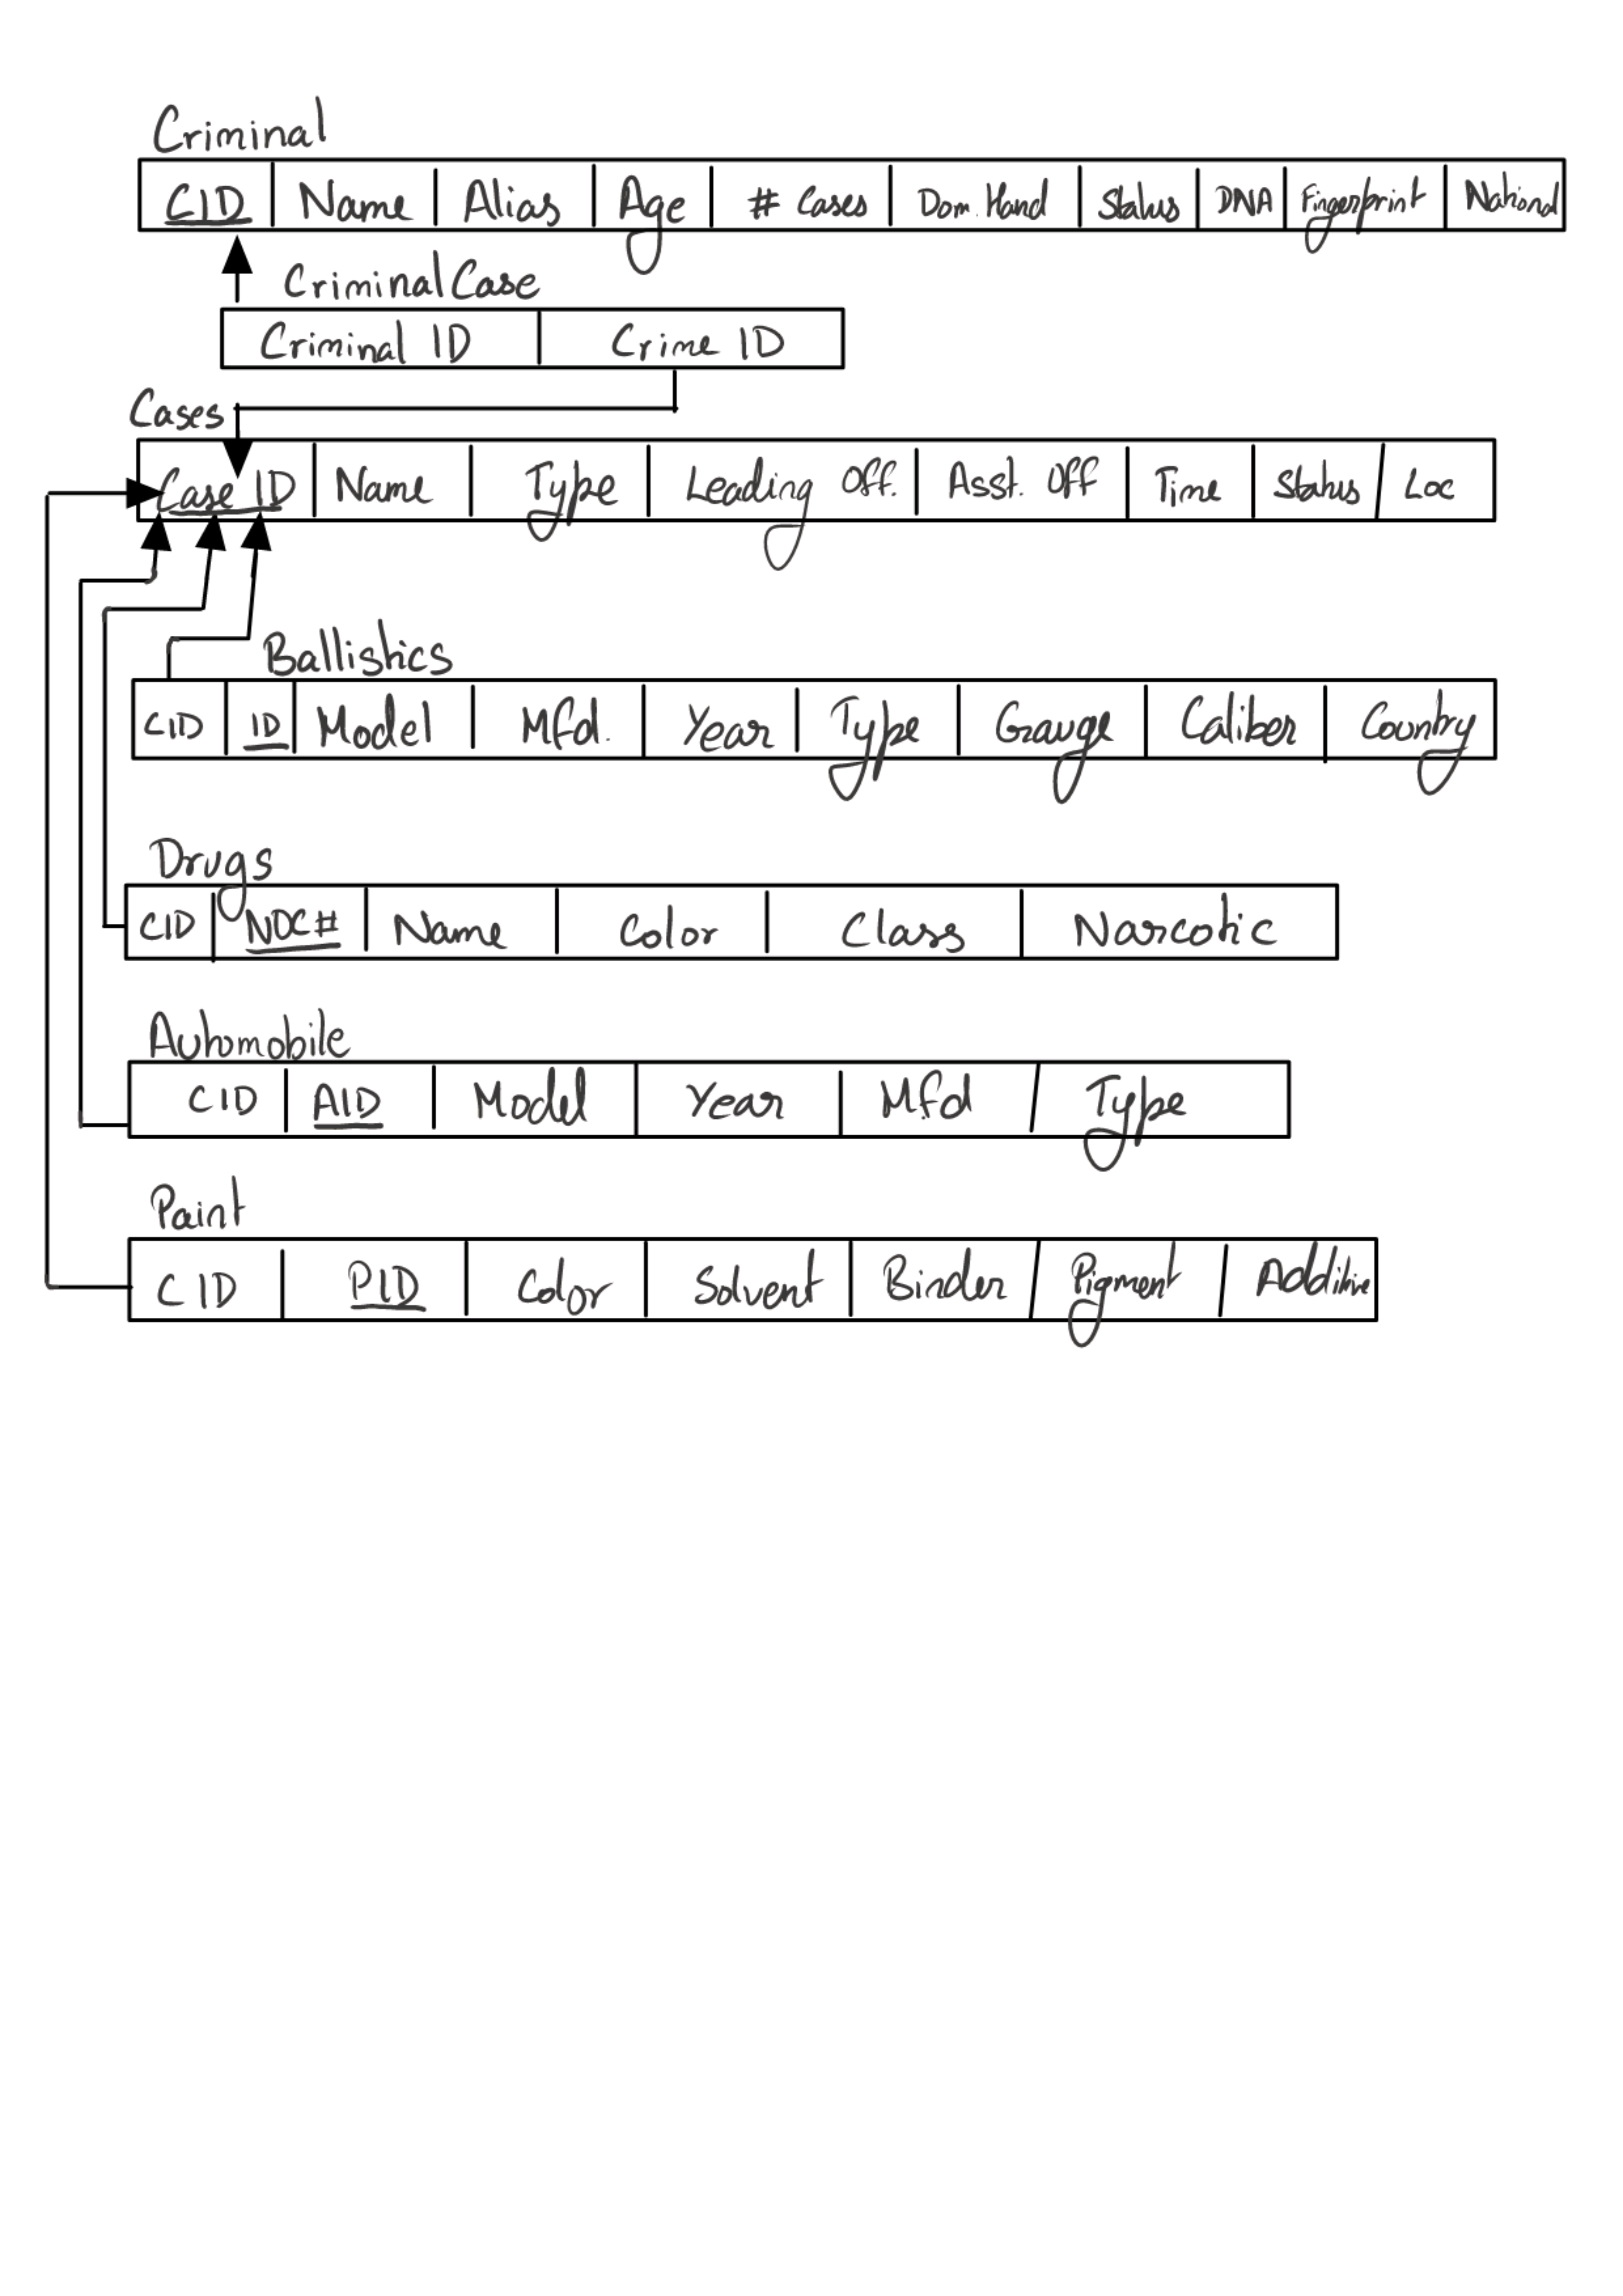 Criminal
CID Name Alias Age # Cases Dom. Hand Status DNA Fingerprint National
CriminalCase
Criminal ID Crime ID
Cases
Case ID Name Type Leading Off. Asst. Off Time Status Loc
Ballistics
CID ID Model Mfd. Year Type Gauge Caliber Country
Drugs
CID NDC# Name Color Class Narcotic
Automobile
CID AID Model Year Mfd Type
Paint
CID PID Color Solvent Binder Pigment Additive